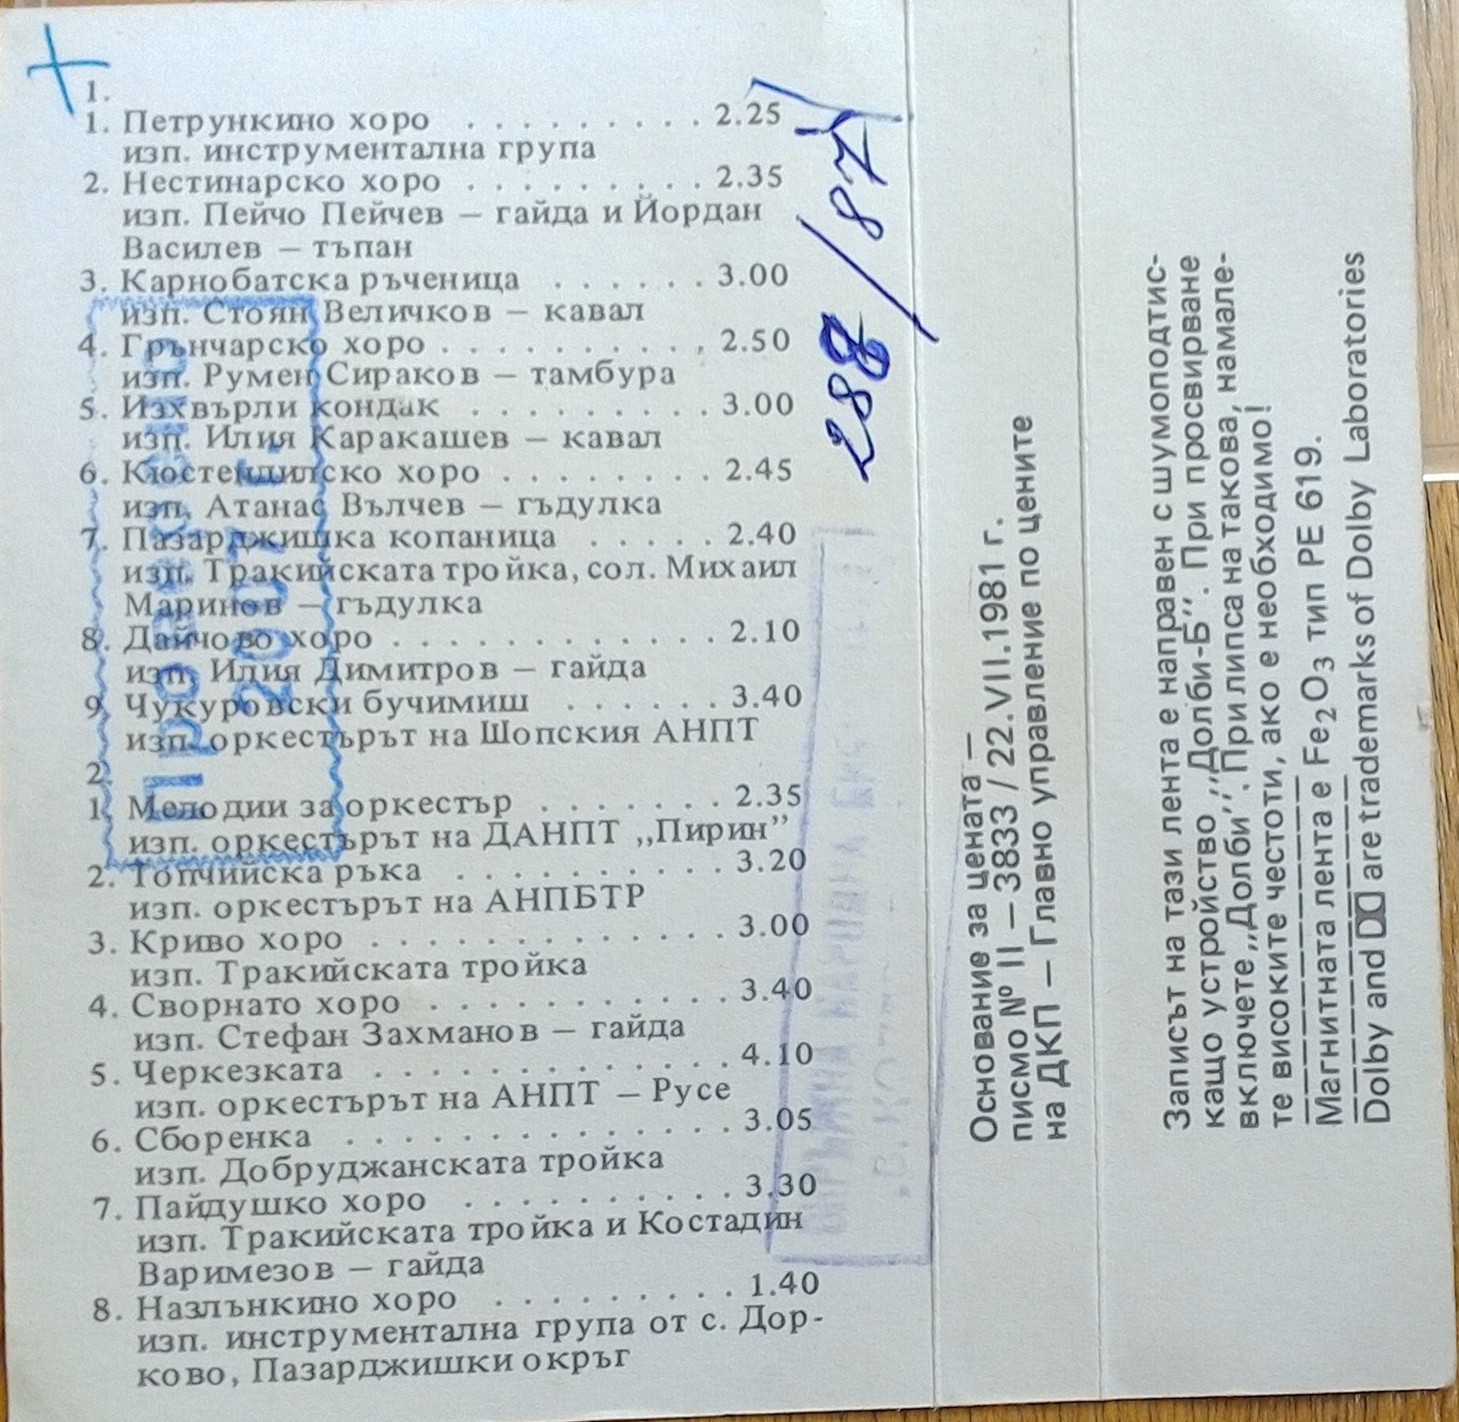 1.
1. Петрункино хоро . . . . . . . . . 2.25
изп. инструментална група
2. Нестинарско хоро . . . . . . . . . 2.35
изп. Пейчо Пейчев – гайда и Йордан
Василев – тъпан
3. Карнобатска ръченица . . . . . . 3.00
изп. Стоян Величков – кавал
4. Грънчарско хоро . . . . . . . . . . 2.50
изп. Румен Сираков – тамбура
5. Изхвърли кондак . . . . . . . . . 3.00
изп. Илия Каракашев – кавал
6. Кюстендилско хоро . . . . . . . . 2.45
изп. Атанас Вълчев – гъдулка
7. Пазарджишка копаница . . . . . 2.40
изп. Тракийската тройка, сол. Михаил
Маринов – гъдулка
8. Дайчово хоро . . . . . . . . . . . . 2.10
изп. Илия Димитров – гайда
9. Чукуровски бучимиш . . . . . . 3.40
изп. оркестърът на Шопския АНПТ
2.
1. Мелодии за оркестър . . . . . . . 2.35
изп. оркестърът на ДАНПТ ,,Пирин”
2. Топчийска ръка . . . . . . . . . . 3.20
изп. оркестърът на АНПБТР
3. Криво хоро . . . . . . . . . . . . . 3.00
изп. Тракийската тройка
4. Сворнато хоро . . . . . . . . . . . 3.40
изп. Стефан Захманов – гайда
5. Черкезката . . . . . . . . . . . . . 4.10
изп. оркестърът на АНПТ – Русе
6. Сборенка . . . . . . . . . . . . . . 3.05
изп. Добруджанската тройка
7. Пайдушко хоро . . . . . . . . . . 3.30
изп. Тракийската тройка и Костадин
Варимезов – гайда
8. Назлънкино хоро . . . . . . . . . 1.40
изп. инструментална група от с. Дор-
ково, Пазарджишки окръг
288/78
2007
Основание за цената –
писмо № II – 3833 / 22.VII.1981 г.
на ДКП – Главно управление по цените
Записът на тази лента е направен с шумоподтис-
кащо устройство ,,Долби-Б”. При просвирване
включете ,,Долби”. При липса на такова, намале-
те високите честоти, ако е необходимо!
Магнитната лента е Fe2O3 тип PE 619.
Dolby and are trademarks of Dolby Laboratories